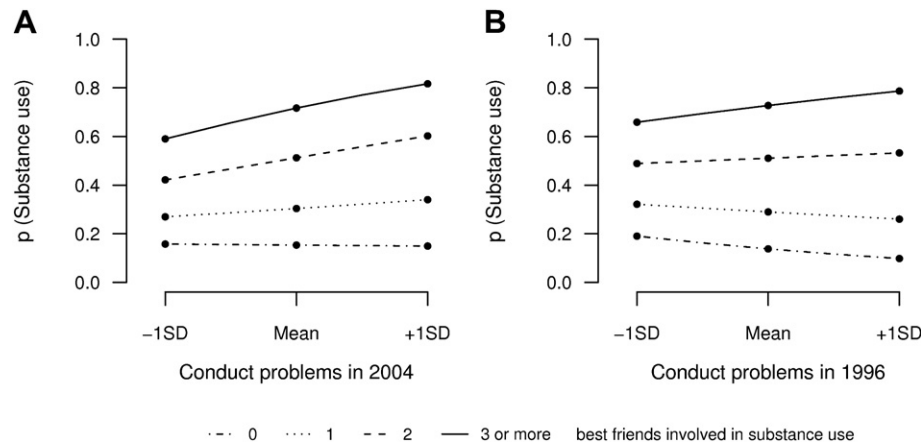 A
1.0
0.8
0.6
0.4
0.2
0.0
p (Substance use)
−1SD Mean +1SD
Conduct problems in 2004
B
1.0
0.8
0.6
0.4
0.2
0.0
p (Substance use)
−1SD Mean +1SD
Conduct problems in 1996
0 1 2 3 or more best friends involved in substance use